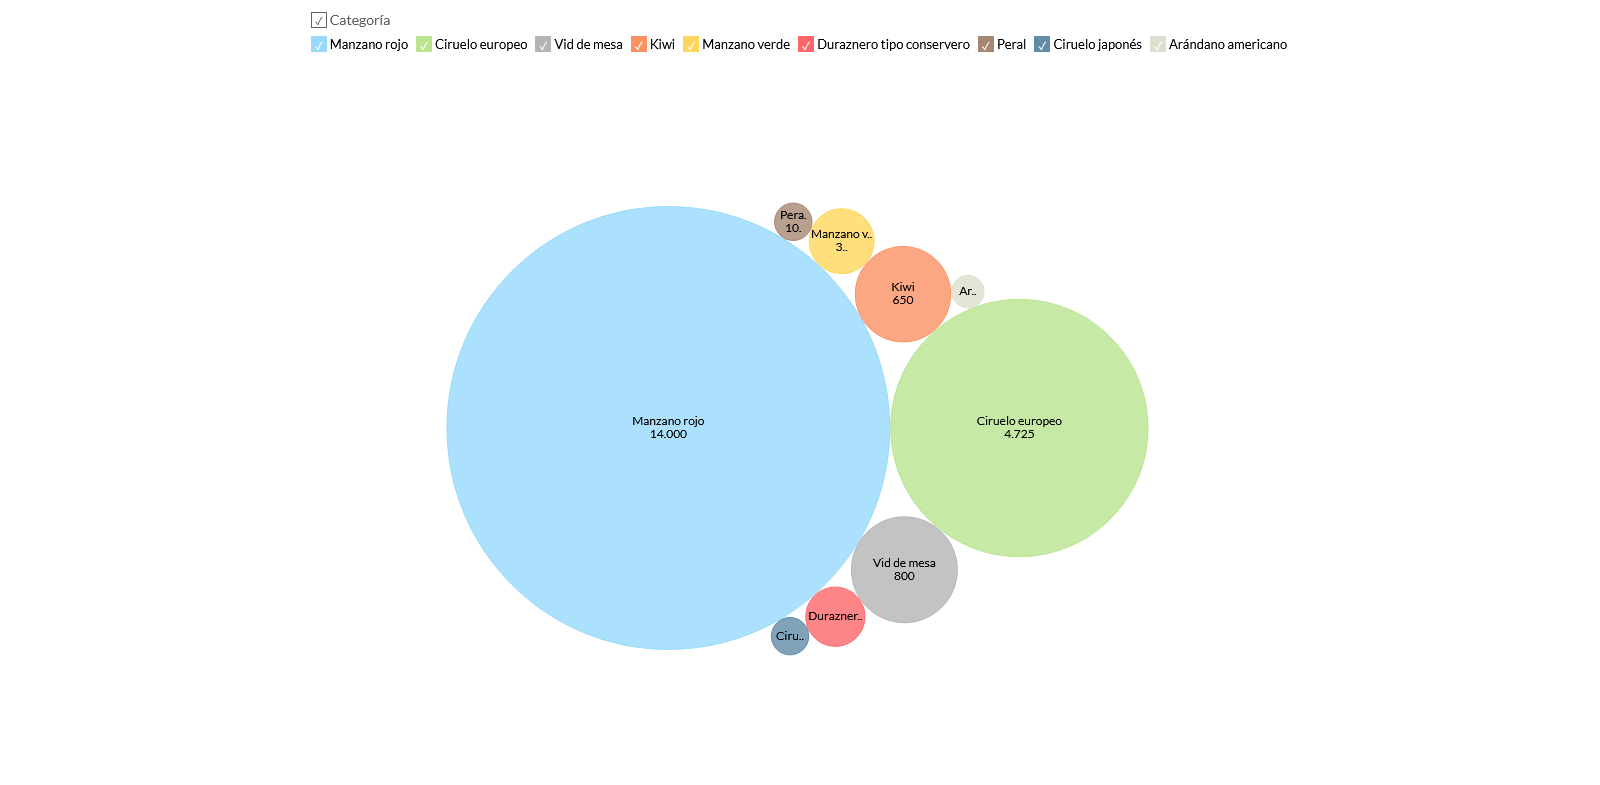 Categoría
Manzano rojo Ciruelo europeo Vid de mesa Kiwi Manzano verde Duraznero tipo conservero Peral Ciruelo japonés Arándano americano
Pera.
10.
Manzano v..
3..
Kiwi
650
Ar..
Manzano rojo
14.000
Ciruelo europeo
4.725
Vid de mesa
800
Durazner..
Ciru..